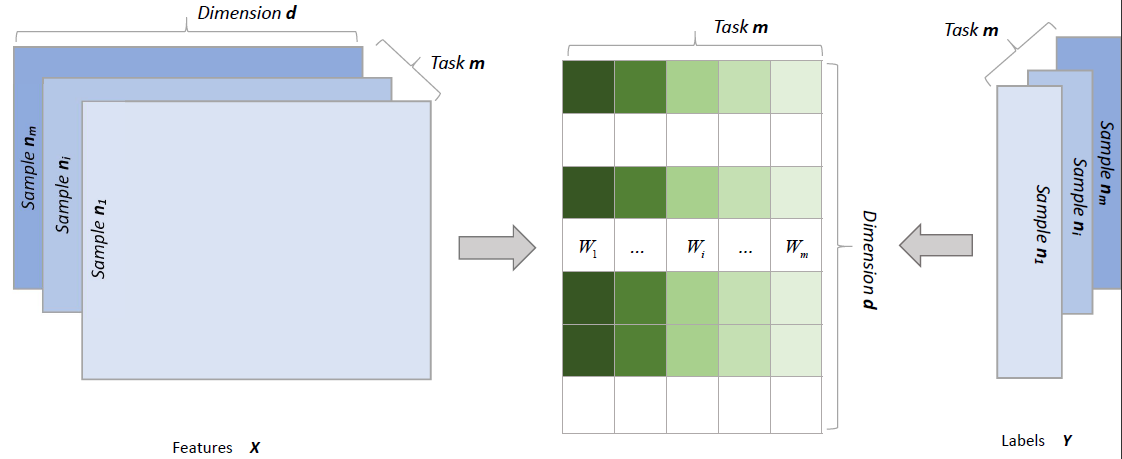 Dimension d
Task m
Sample nm
Sample ni
Sample n1
Features X
Task m
W1 ... Wi ... Wm
Dimension d
Task m
Sample n1
Sample ni
Sample nm
Labels Y